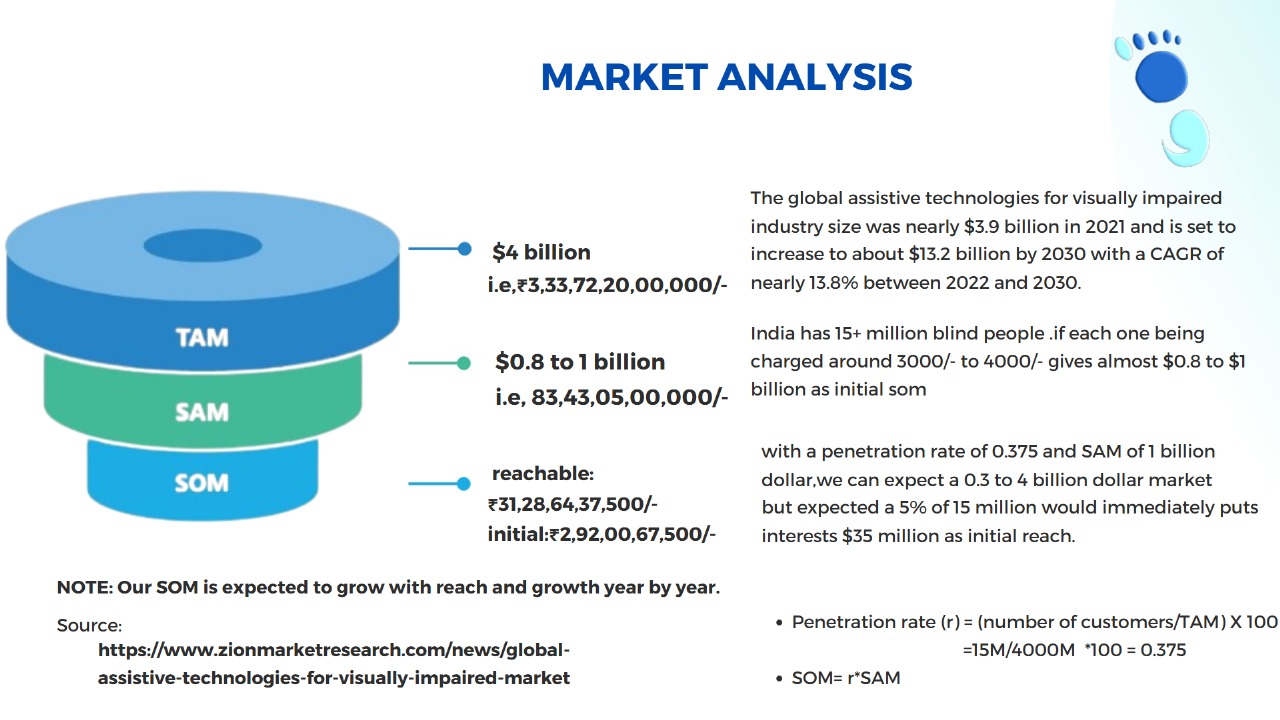 MARKET ANALYSIS
TAM
SAM
SOM
$4 billion
i.e,₹3,33,72,20,00,000/-
$0.8 to 1 billion
i.e, 83,43,05,00,000/-
reachable:
₹31,28,64,37,500/-
initial:₹2,92,00,67,500/-
The global assistive technologies for visually impaired
industry size was nearly $3.9 billion in 2021 and is set to
increase to about $13.2 billion by 2030 with a CAGR of
nearly 13.8% between 2022 and 2030.
India has 15+ million blind people .if each one being
charged around 3000/- to 4000/- gives almost $0.8 to $1
billion as initial som
with a penetration rate of 0.375 and SAM of 1 billion
dollar,we can expect a 0.3 to 4 billion dollar market
but expected a 5% of 15 million would immediately puts
interests $35 million as initial reach.
NOTE: Our SOM is expected to grow with reach and growth year by year.
Source:
https://www.zionmarketresearch.com/news/global-
assistive-technologies-for-visually-impaired-market
• Penetration rate (r) = (number of customers/TAM) X 100
=15M/4000M *100 = 0.375
• SOM= r*SAM